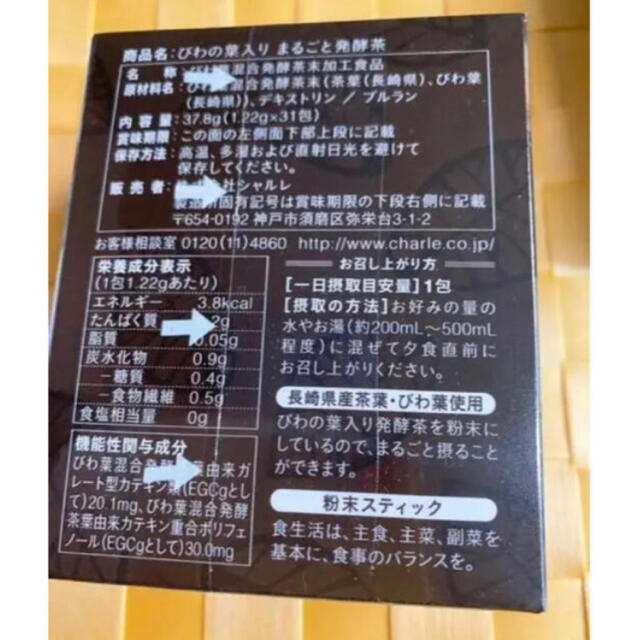 商品名:びわの葉入り まるごと発酵茶
名 称 混合発酵茶末加工食品
原材料名:びわ 混合発酵茶末(茶葉(長崎県)、びわ葉
(長崎県))、デキストリン / プルラン
内 容 量:37.8g(1.22g×31包)
賞味期限:この面の左側面下部上段に記載
保存方法:高温、多湿および直射日光を避けて
保存してください。
販 売 者: 社シャルレ
製造所固有記号は賞味期限の下段右側に記載
〒654-0192 神戸市須磨区弥栄台3-1-2
お客様相談室 0120(11)4860 http://www.charle.co.jp/
栄養成分表示
(1包1.22gあたり)
エネルギー 3.8kcal
たんぱく質 2g
脂質 0.05g
炭水化物 0.9g
-糖質 0.4g
-食物繊維 0.5g
食塩相当量 0g
機能性関与成分
びわ葉混合発酵 葉由来ガ
レート型カテキン類(EGCgとし
て)20.1mg、びわ葉混合発酵
茶葉由来カテキン重合ポリフェ
ノール(EGCgとして)30.0mg
お召し上がり方
[一日摂取目安量]1包
[摂取の方法]お好みの量の
水やお湯(約200mL~500mL
程度)に混ぜて夕食直前に
お召し上がりください。
長崎県産茶葉・びわ葉使用
びわの葉入り発酵茶を粉末に
しているので、まるごと摂ること
ができます。
粉末スティック
食生活は、主食、主菜、副菜を
基本に、食事のバランスを。